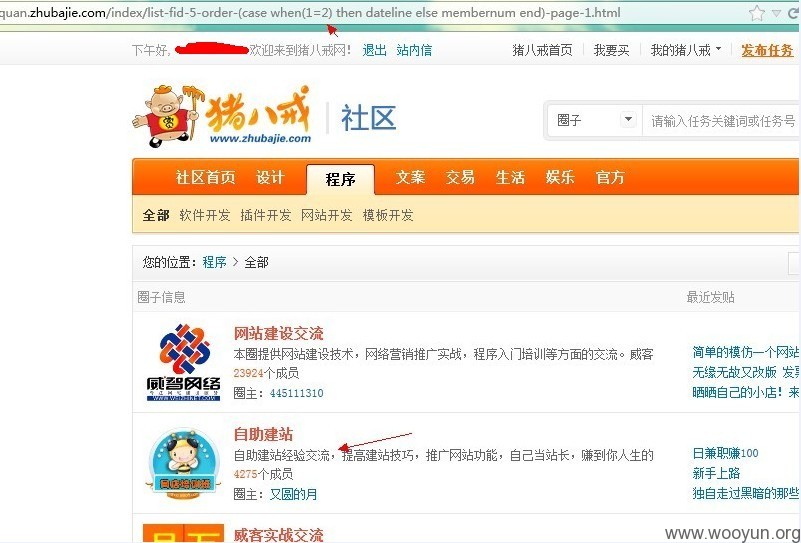 quan.zhubajie.com/index/list-fid-5-order-(case when(1=2) then dateline else membernum end)-page-1.html
下午好, 欢迎来到猪八戒网! 退出 站内信 猪八戒首页 我要买 我的猪八戒 发布任务
猪八戒 社区
www.zhubajie.com
圈子 请输入任务关键词或任务号
社区首页 设计 程序 文案 交易 生活 娱乐 官方
全部 软件开发 插件开发 网站开发 模板开发
您的位置: 程序 > 全部
圈子信息 最近发贴
网站建设交流
本圈提供网站建设技术，网络营销推广实战，程序入门培训等方面的交流。威客
23924个成员
圈主: 445111310
威智网络
简单的模仿一个网站
无缘无故又改版 发票
晒晒自己的小店! 来
自助建站
自助建站经验交流，提高建站技巧，推广网站功能，自己当站长，赚到你人生的
4275个成员
圈主: 又圆的月
日兼职赚100
新手上路
独自走过黑暗的那些
威客实战交流
www.wooyun.org